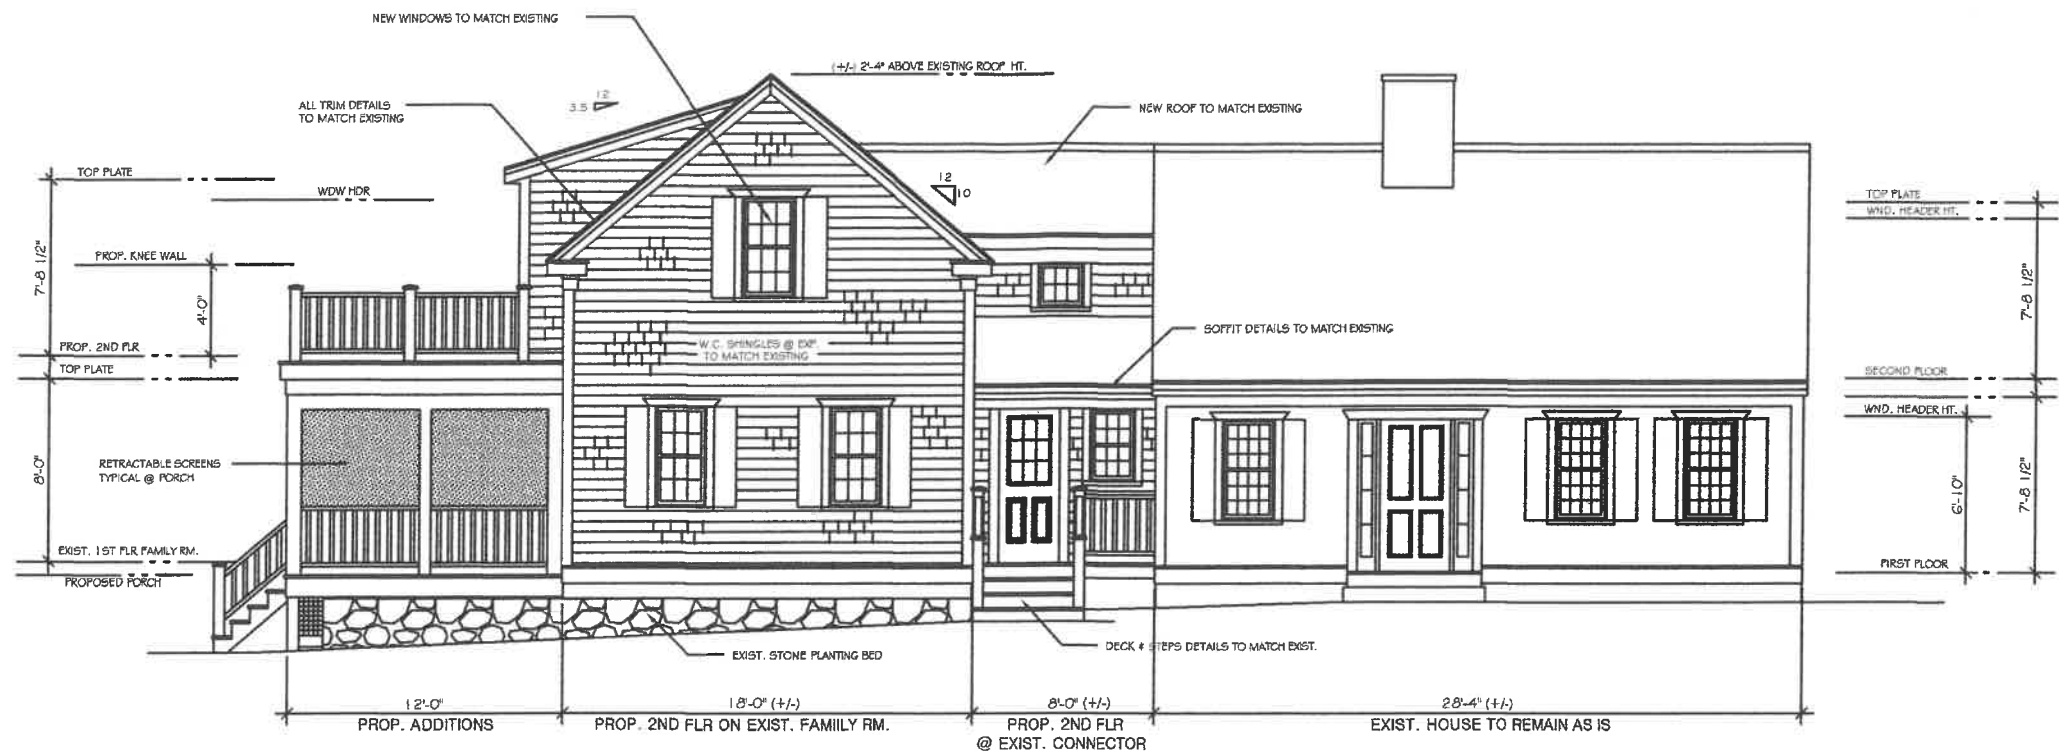 NEW WINDOWS TO MATCH EXISTING
(+/-) 2'-4" ABOVE EXISTING ROOF HT.
12
3.5
ALL TRIM DETAILS
TO MATCH EXISTING
NEW ROOF TO MATCH EXISTING
TOP PLATE
WDW HDR
12
10
TOP PLATE
WND. HEADER HT.
PROP. KNEE WALL
7'-8 1/2"
4'-0"
7'-8 1/2"
SOFFIT DETAILS TO MATCH EXISTING
W.C. SHINGLES @ EXP.
TO MATCH EXISTING
PROP. 2ND FLR
TOP PLATE
SECOND FLOOR
WND. HEADER HT.
RETRACTABLE SCREENS
TYPICAL @ PORCH
8'-0"
6'-10"
7'-8 1/2"
EXIST. 1ST FLR FAMILY RM.
PROPOSED PORCH
FIRST FLOOR
EXIST. STONE PLANTING BED
DECK & STEPS DETAILS TO MATCH EXIST.
12'-0"
PROP. ADDITIONS
18'-0" (+/-)
PROP. 2ND FLR ON EXIST. FAMIILY RM.
8'-0" (+/-)
PROP. 2ND FLR
@ EXIST. CONNECTOR
28'-4" (+/-)
EXIST. HOUSE TO REMAIN AS IS